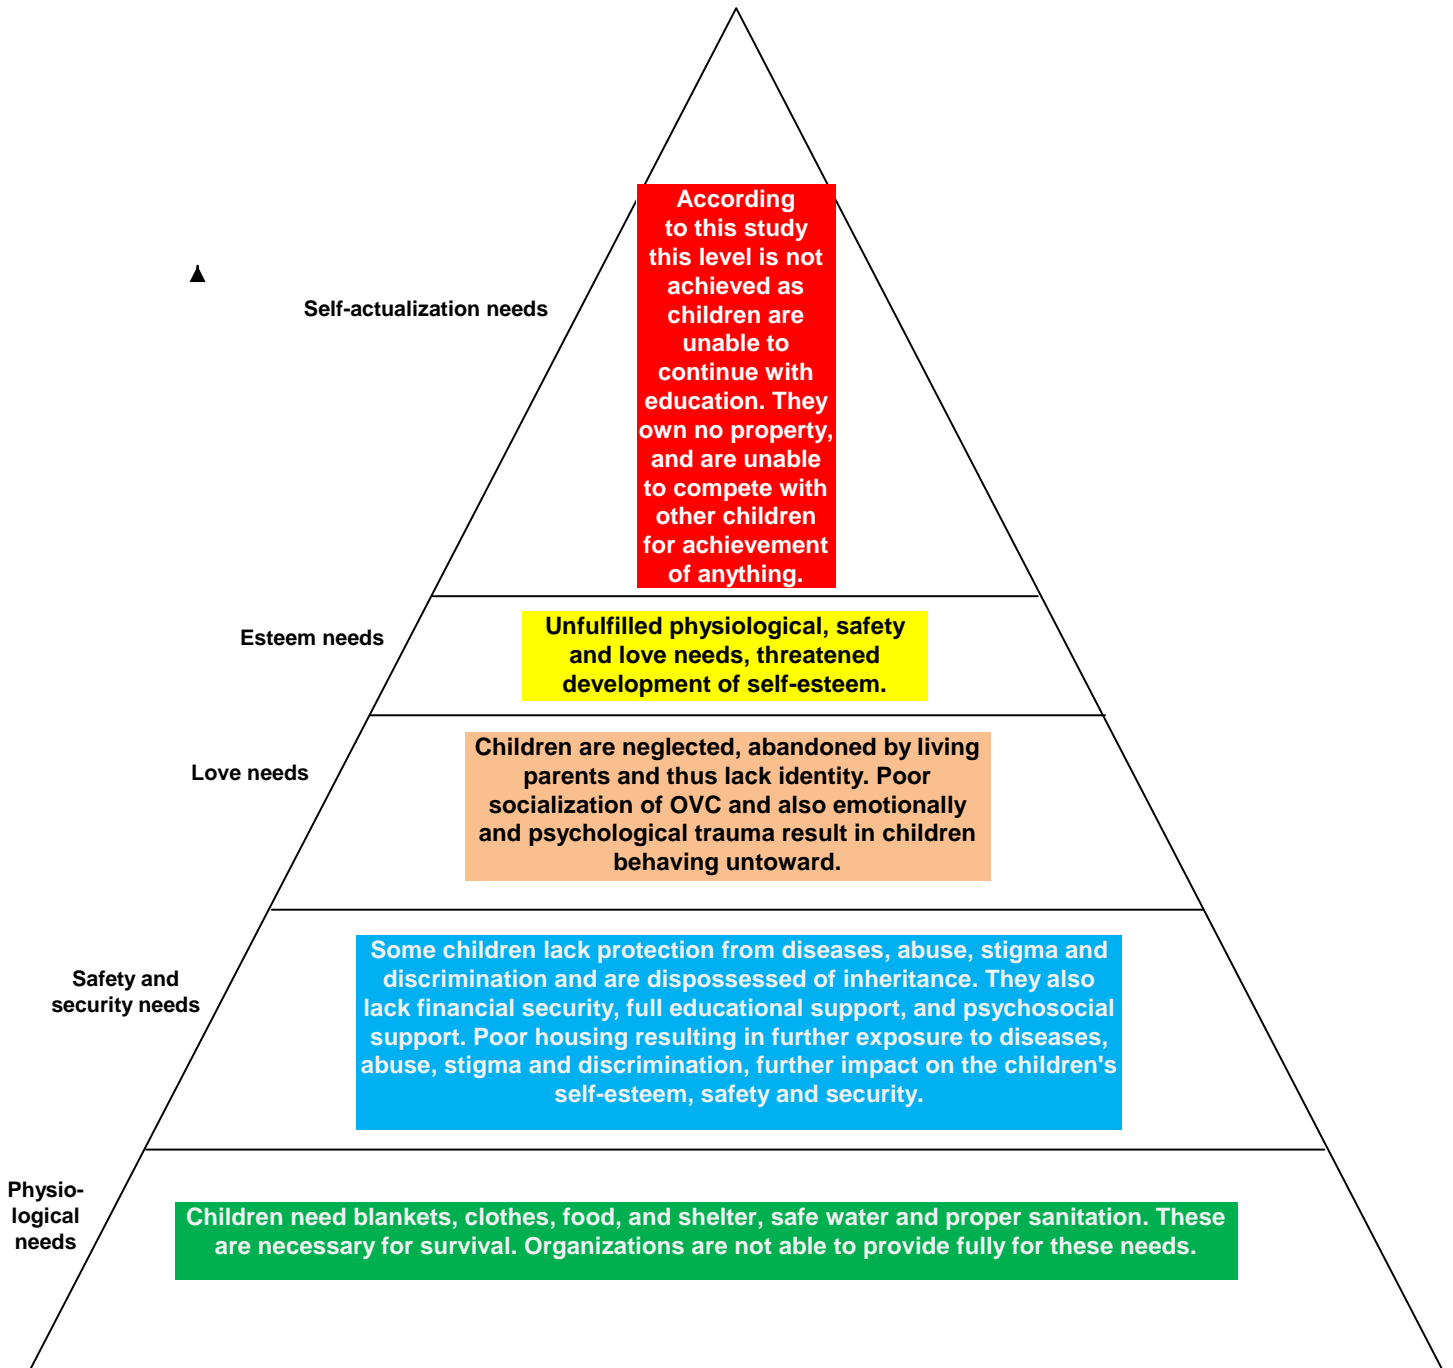 According
to this study
this level is not
achieved as
children are
unable to
continue with
education. They
own no property,
and are unable
to compete with
other children
for achievement
of anything.
Self-actualization needs
Esteem needs
Unfulfilled physiological, safety
and love needs, threatened
development of self-esteem.
Love needs
Children are neglected, abandoned by living
parents and thus lack identity. Poor
socialization of OVC and also emotionally
and psychological trauma result in children
behaving untoward.
Safety and
security needs
Some children lack protection from diseases, abuse, stigma and
discrimination and are dispossessed of inheritance. They also
lack financial security, full educational support, and psychosocial
support. Poor housing resulting in further exposure to diseases,
abuse, stigma and discrimination, further impact on the children's
self-esteem, safety and security.
Physio-
logical
needs
Children need blankets, clothes, food, and shelter, safe water and proper sanitation. These
are necessary for survival. Organizations are not able to provide fully for these needs.